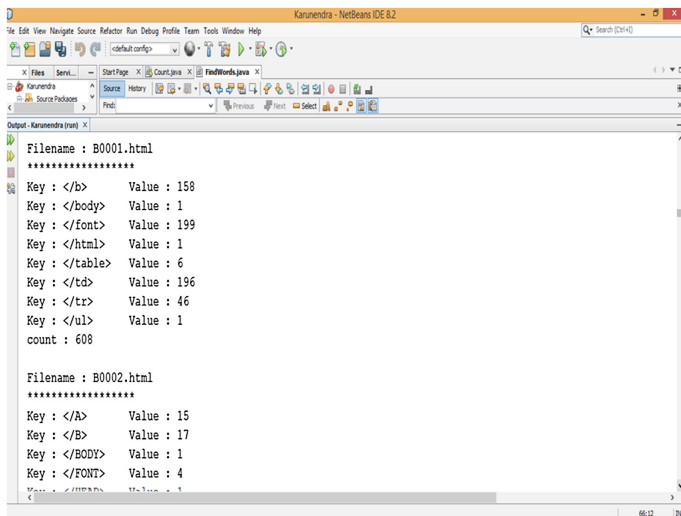 Karunendra - NetBeans IDE 8.2
File Edit View Navigate Source Refactor Run Debug Profile Team Tools Window Help
Search (Ctrl+I)
<default config>
Files Servi... Start Page X Count.java X FindWords.java X
Karunendra Source History
Source Packages Find: Previous Next Select
Output - Karunendra (run) X
Filename : B0001.html
******************
Key : </b> Value : 158
Key : </body> Value : 1
Key : </font> Value : 199
Key : </html> Value : 1
Key : </table> Value : 6
Key : </td> Value : 196
Key : </tr> Value : 46
Key : </ul> Value : 1
count : 608
Filename : B0002.html
******************
Key : </A> Value : 15
Key : </B> Value : 17
Key : </BODY> Value : 1
Key : </FONT> Value : 4
Key : </HEAD> Value : 1
66:12